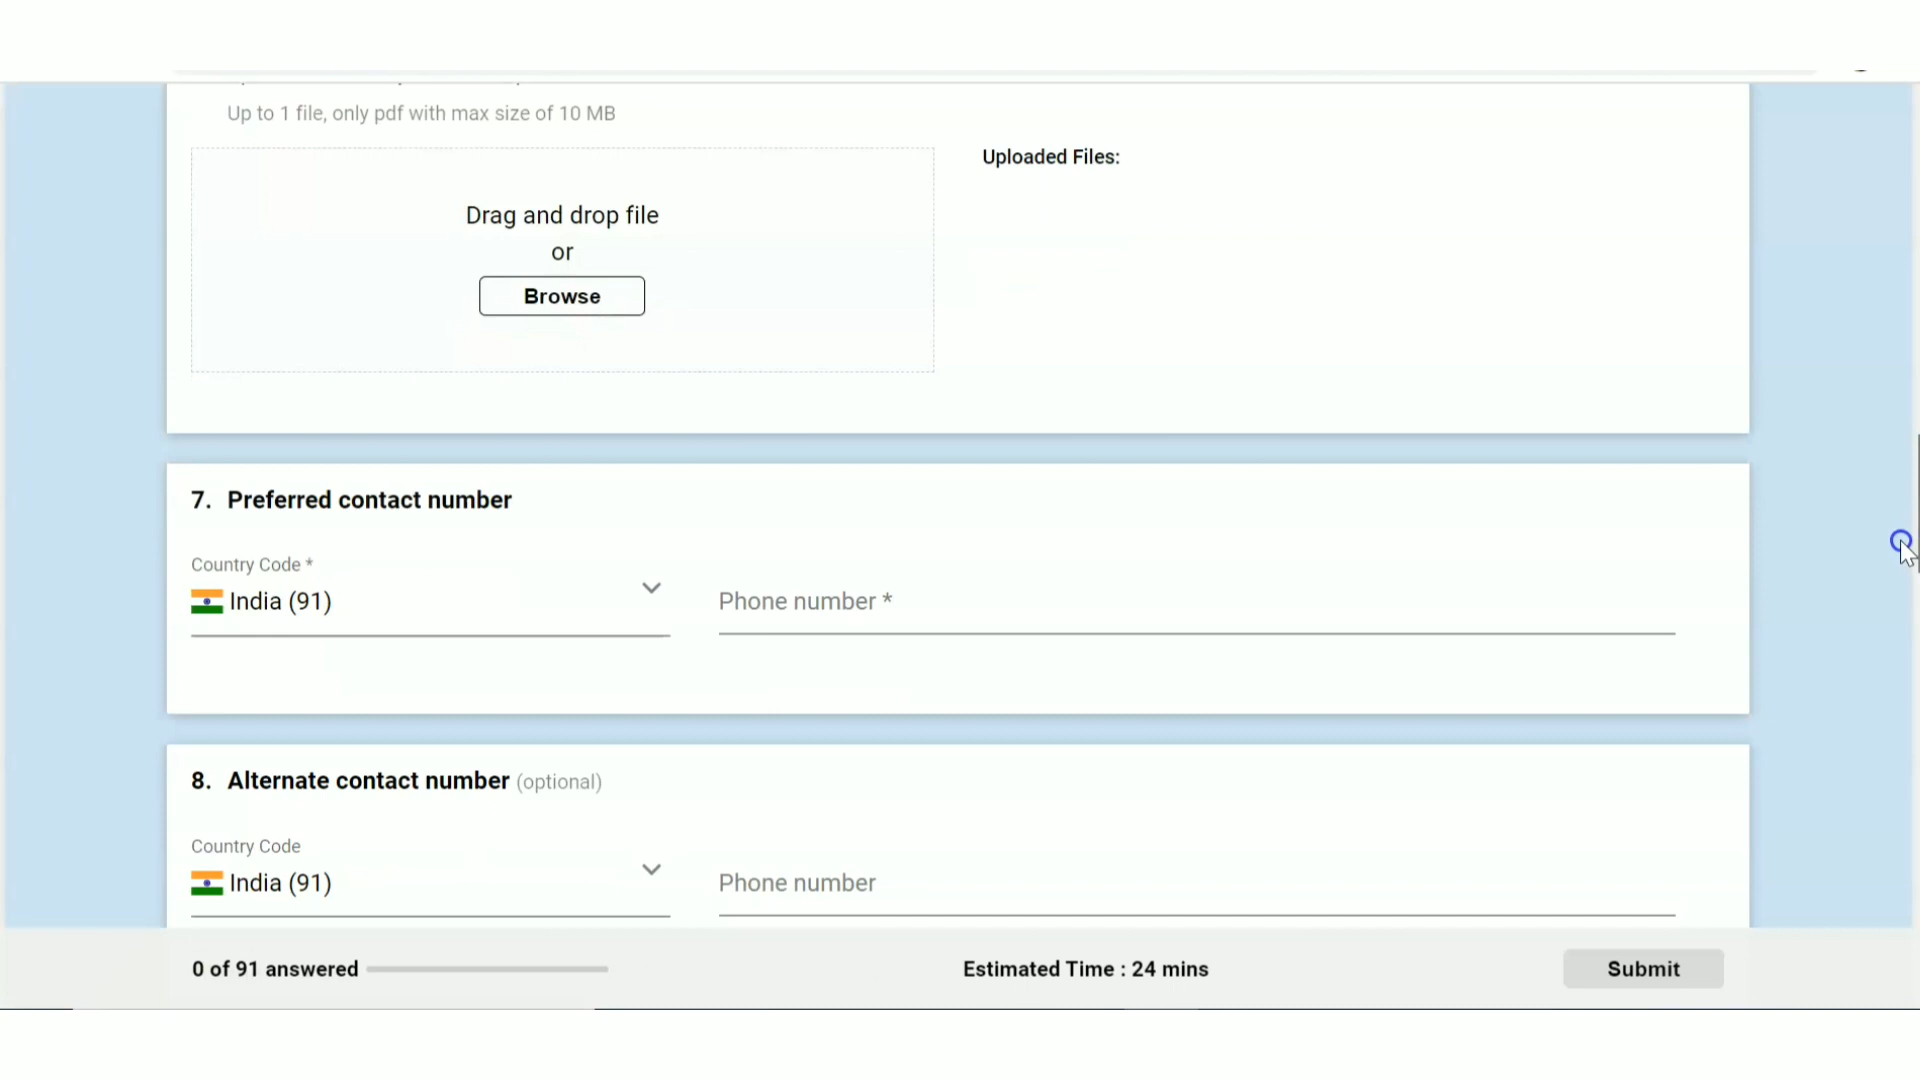 Up to 1 file, only pdf with max size of 10 MB
Uploaded Files:
Drag and drop file
or
Browse
7. Preferred contact number
Country Code *
India (91)
Phone number *
8. Alternate contact number (optional)
Country Code
India (91)
Phone number
0 of 91 answered
Estimated Time : 24 mins
Submit